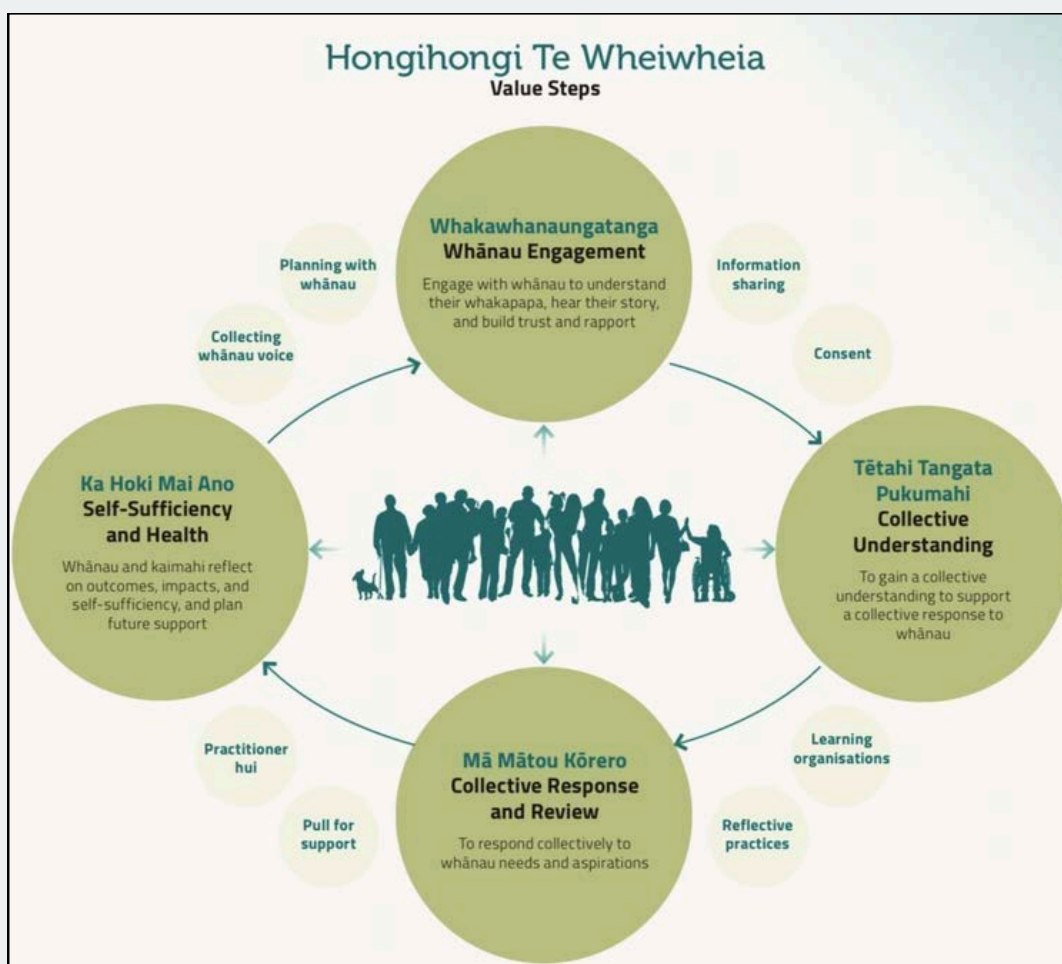 Hongihongi Te Wheiwheia
Value Steps
Whakawhanaungatanga
Whānau Engagement
Engage with whānau to understand
their whakapapa, hear their story,
and build trust and rapport
Planning with
whānau
Collecting
whānau voice
Information
sharing
Consent
Ka Hoki Mai Ano
Self-Sufficiency
and Health
Whānau and kaimahi reflect
on outcomes, impacts, and
self-sufficiency, and plan
future support
Tētahi Tangata
Pukumahi
Collective
Understanding
To gain a collective
understanding to support
a collective response to
whānau
Practitioner
hui
Pull for
support
Mā Mātou Kōrero
Collective Response
and Review
To respond collectively to
whānau needs and aspirations
Learning
organisations
Reflective
practices